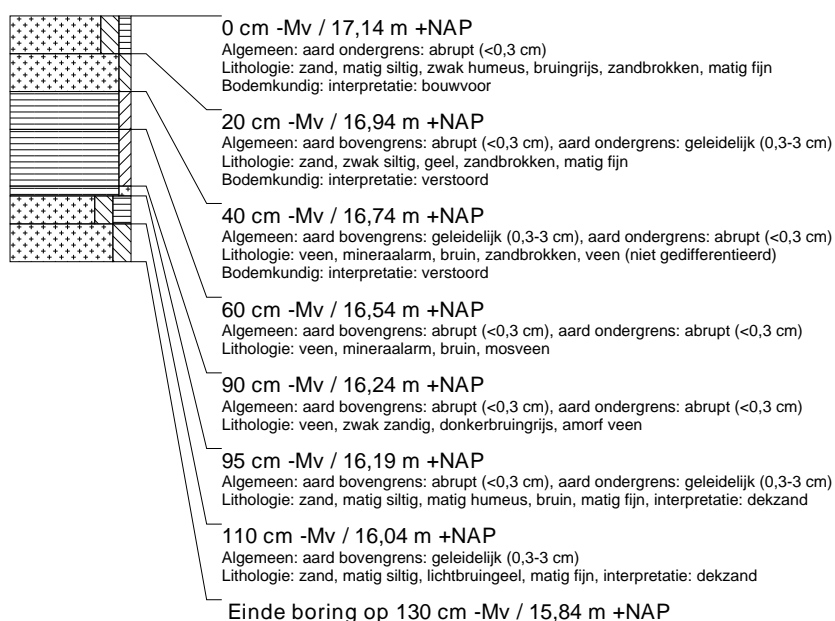 0 cm -Mv / 17,14 m +NAP
Algemeen: aard ondergrens: abrupt (<0,3 cm)
Lithologie: zand, matig siltig, zwak humeus, bruingrijs, zandbrokken, matig fijn
Bodemkundig: interpretatie: bouwvoor
20 cm -Mv / 16,94 m +NAP
Algemeen: aard bovengrens: abrupt (<0,3 cm), aard ondergrens: geleidelijk (0,3-3 cm)
Lithologie: zand, zwak siltig, geel, zandbrokken, matig fijn
Bodemkundig: interpretatie: verstoord
40 cm -Mv / 16,74 m +NAP
Algemeen: aard bovengrens: geleidelijk (0,3-3 cm), aard ondergrens: abrupt (<0,3 cm)
Lithologie: veen, mineraalarm, bruin, zandbrokken, veen (niet gedifferentieerd)
Bodemkundig: interpretatie: verstoord
60 cm -Mv / 16,54 m +NAP
Algemeen: aard bovengrens: abrupt (<0,3 cm), aard ondergrens: abrupt (<0,3 cm)
Lithologie: veen, mineraalarm, bruin, mosveen
90 cm -Mv / 16,24 m +NAP
Algemeen: aard bovengrens: abrupt (<0,3 cm), aard ondergrens: abrupt (<0,3 cm)
Lithologie: veen, zwak zandig, donkerbruingrijs, amorf veen
95 cm -Mv / 16,19 m +NAP
Algemeen: aard bovengrens: abrupt (<0,3 cm), aard ondergrens: geleidelijk (0,3-3 cm)
Lithologie: zand, matig siltig, matig humeus, bruin, matig fijn, interpretatie: dekzand
110 cm -Mv / 16,04 m +NAP
Algemeen: aard bovengrens: geleidelijk (0,3-3 cm)
Lithologie: zand, matig siltig, lichtbruingeel, matig fijn, interpretatie: dekzand
Einde boring op 130 cm -Mv / 15,84 m +NAP